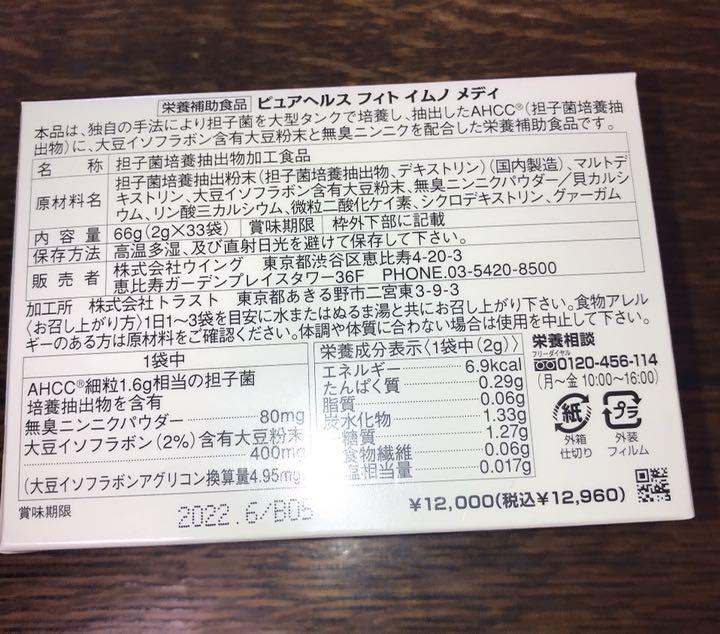 栄養補助食品 ピュアヘルス フィト イムノ メディ
本品は、独自の手法により担子菌を大型タンクで培養し、抽出したAHCC®(担子菌培養抽
出物)に、大豆イソフラボン含有大豆粉末と無臭ニンニクを配合した栄養補助食品です。
名 称 担子菌培養抽出物加工食品
原材料名 担子菌培養抽出粉末(担子菌培養抽出物、デキストリン)(国内製造)、マルトデ
キストリン、大豆イソフラボン含有大豆粉末、無臭ニンニクパウダー/貝カルシ
ウム、リン酸三カルシウム、微粒二酸化ケイ素、シクロデキストリン、グァーガム
内 容 量 66g(2g×33袋) 賞味期限 枠外下部に記載
保存方法 高温多湿、及び直射日光を避けて保存して下さい。
販 売 者 株式会社ウイング 東京都渋谷区恵比寿4-20-3
恵比寿ガーデンプレイスタワー36F PHONE.03-5420-8500
加工所 株式会社トラスト 東京都あきる野市二宮東3-9-3
〈お召し上がり方〉1日1~3袋を目安に水またはぬるま湯と共にお召し上がり下さい。食物アレル
ギーのある方は原材料をご確認ください。体調や体質に合わない場合は使用を中止して下さい。
1袋中
AHCC®細粒1.6g相当の担子菌
培養抽出物を含有
無臭ニンニクパウダー 80mg
大豆イソフラボン(2%)含有大豆粉末
400mg
(大豆イソフラボンアグリコン換算量4.95mg
栄養成分表示〈1袋中(2g)〉
エネルギー 6.9kcal
たんぱく質 0.29g
脂質 0.06g
炭水化物 1.33g
糖質 1.27g
食物繊維 0.06g
塩相当量 0.017g
栄養相談
フリーダイヤル
0120-456-114
(月~金 10:00~16:00)
紙
外箱
仕切り
プラ
外装
フィルム
賞味期限 2022.6/B05
¥12,000(税込¥12,960)